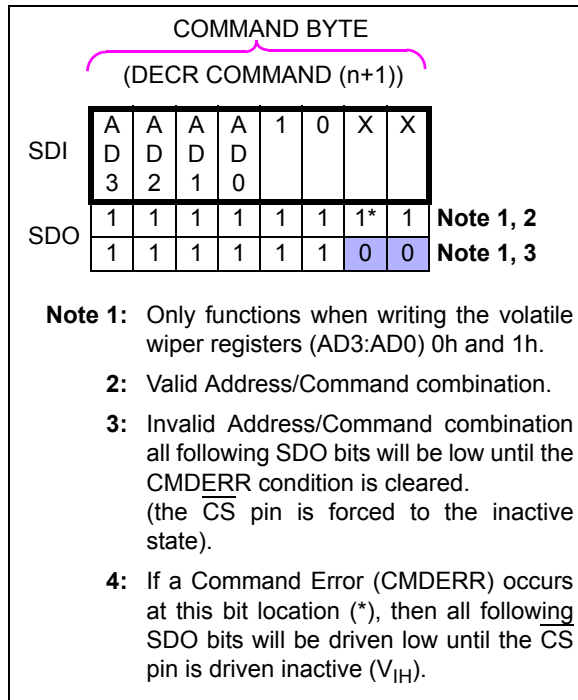 COMMAND BYTE
(DECR COMMAND (n+1))
SDI A D 3 A D 2 A D 1 A D 0 1 0 X X
SDO 1 1 1 1 1 1 1* 1 Note 1, 2
1 1 1 1 1 1 0 0 Note 1, 3
Note 1: Only functions when writing the volatile
wiper registers (AD3:AD0) 0h and 1h.
2: Valid Address/Command combination.
3: Invalid Address/Command combination
all following SDO bits will be low until the
CMDERR condition is cleared.
(the CS pin is forced to the inactive
state).
4: If a Command Error (CMDERR) occurs
at this bit location (*), then all following
SDO bits will be driven low until the CS
pin is driven inactive (VIH).